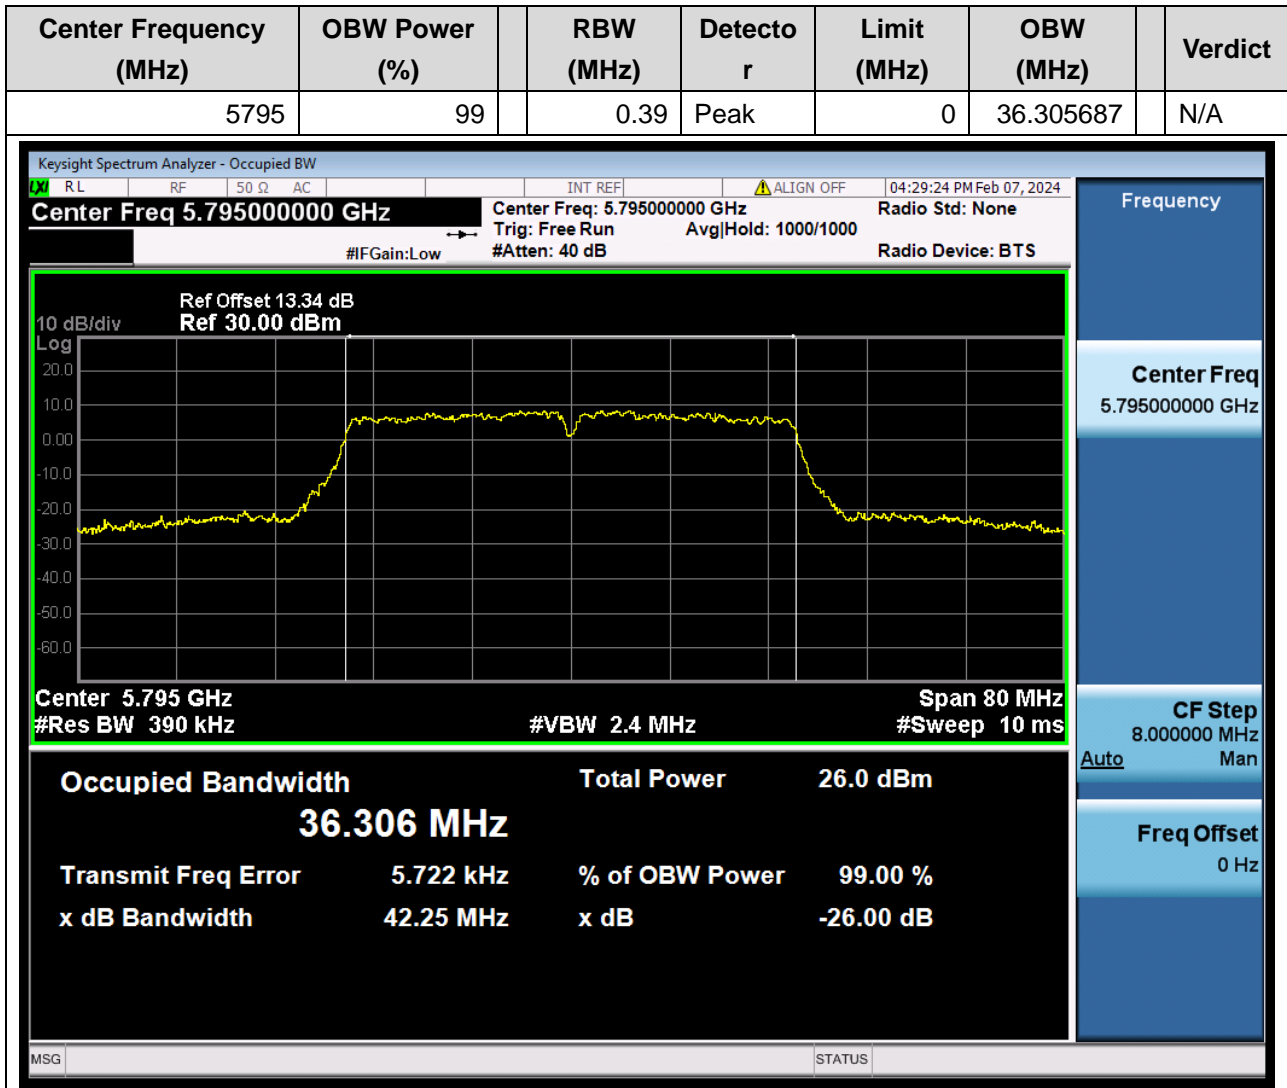 Center Frequency (MHz) OBW Power (%) RBW (MHz) Detector Limit (MHz) OBW (MHz) Verdict
5795 99 0.39 Peak 0 36.305687 N/A
Keysight Spectrum Analyzer - Occupied BW
LXI RL RF 50 Ω AC INT REF ALIGN OFF 04:29:24 PM Feb 07, 2024
Center Freq 5.795000000 GHz Center Freq: 5.795000000 GHz Radio Std: None
Trig: Free Run Avg|Hold: 1000/1000
#IFGain:Low #Atten: 40 dB Radio Device: BTS
Ref Offset 13.34 dB
10 dB/div Ref 30.00 dBm
Log
20.0
10.0
0.00
-10.0
-20.0
-30.0
-40.0
-50.0
-60.0
Center 5.795 GHz Span 80 MHz
#Res BW 390 kHz #VBW 2.4 MHz #Sweep 10 ms
Occupied Bandwidth Total Power 26.0 dBm
36.306 MHz
Transmit Freq Error 5.722 kHz % of OBW Power 99.00 %
x dB Bandwidth 42.25 MHz x dB -26.00 dB
MSG STATUS
Frequency
Center Freq
5.795000000 GHz
CF Step
8.000000 MHz
Auto Man
Freq Offset
0 Hz